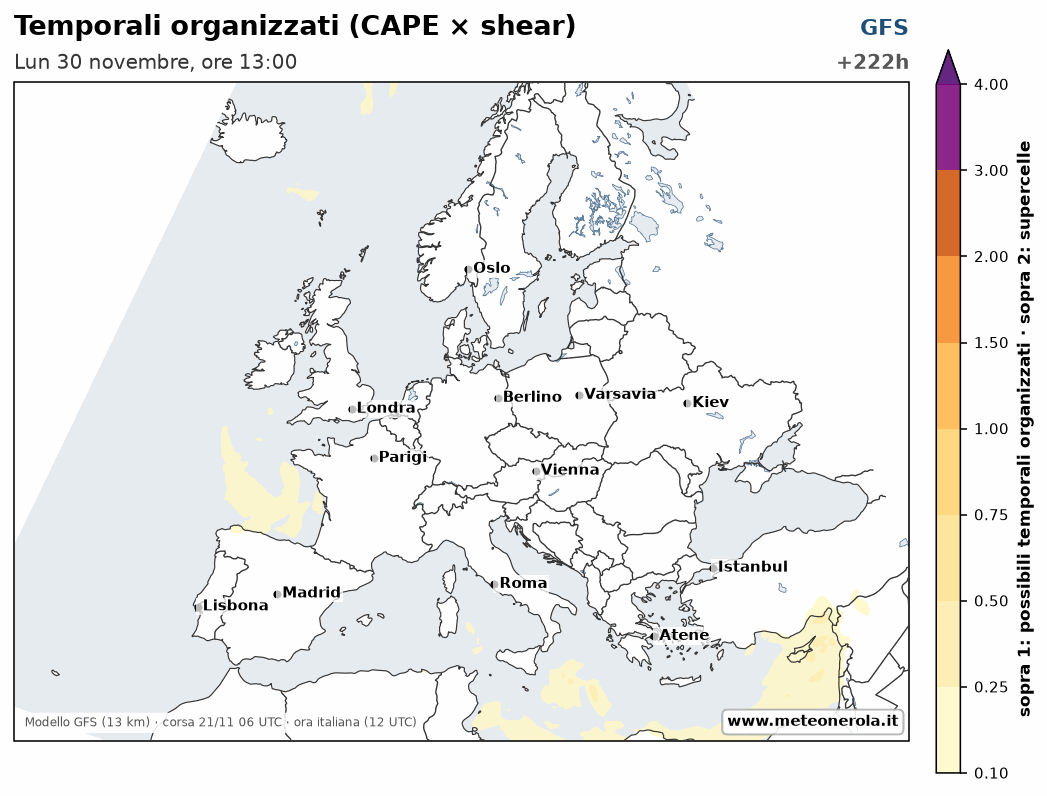 Temporali organizzati (CAPE × shear)
GFS
Lun 30 novembre, ore 13:00
+222h
4.00
3.00
2.00
1.50
1.00
0.75
0.50
0.25
0.10
sopra 1: possibili temporali organizzati · sopra 2: supercelle
Oslo
Berlino
Varsavia
Kiev
Londra
Parigi
Vienna
Istanbul
Roma
Madrid
Lisbona
Atene
Modello GFS (13 km) · corsa 21/11 06 UTC · ora italiana (12 UTC)
www.meteonerola.it